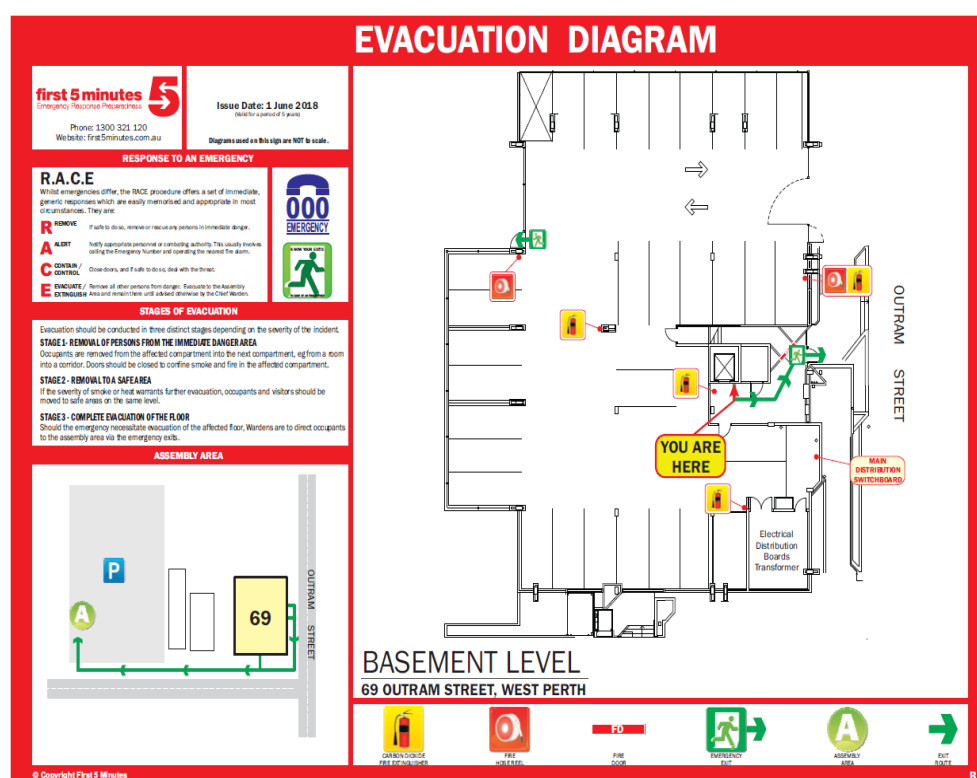 EVACUATION DIAGRAM
first 5 minutes
Emergency Response Preparedness
5
Phone: 1300 321 120
Website: first5minutes.com.au
Issue Date: 1 June 2018
(Valid for a period of 5 years)
Diagrams used on this sign are NOT to scale.
RESPONSE TO AN EMERGENCY
R.A.C.E
Whilst emergencies differ, the RACE procedure offers a set of immediate,
generic responses which are easily memorised and appropriate in most
circumstances. They are:
R REMOVE If safe to do so, remove or rescue any persons in immediate danger.
A ALERT Notify appropriate personnel or combating authority. This usually involves
calling the Emergency Number and operating the nearest fire alarm.
C CONTAIN / CONTROL Close doors, and if safe to do so, deal with the threat.
E EVACUATE / EXTINGUISH Remove all other persons from danger. Evacuate to the Assembly
Area and remain there until advised otherwise by the Chief Warden.
000
EMERGENCY
KNOW YOUR EXITS
STAGES OF EVACUATION
Evacuation should be conducted in three distinct stages depending on the severity of the incident.
STAGE 1- REMOVAL OF PERSONS FROM THE IMMEDIATE DANGER AREA
Occupants are removed from the affected compartment into the next compartment, eg from a room
into a corridor. Doors should be closed to confine smoke and fire in the affected compartment.
STAGE 2 - REMOVAL TO A SAFE AREA
If the severity of smoke or heat warrants further evacuation, occupants and visitors should be
moved to safe areas on the same level.
STAGE 3 - COMPLETE EVACUATION OF THE FLOOR
Should the emergency necessitate evacuation of the affected floor, Wardens are to direct occupants
to the assembly area via the emergency exits.
ASSEMBLY AREA
P
A
69
OUTRAM STREET
OUTRAM STREET
YOU ARE
HERE
MAIN
DISTRIBUTION
SWITCHBOARD
Electrical
Distribution
Boards
Transformer
BASEMENT LEVEL
69 OUTRAM STREET, WEST PERTH
FD
A
CARBON DIOXIDE
FIRE EXTINGUISHER
FIRE
HOSE REEL
FIRE
DOOR
EMERGENCY
EXIT
ASSEMBLY
AREA
EXIT
ROUTE
© Copyright First 5 Minutes